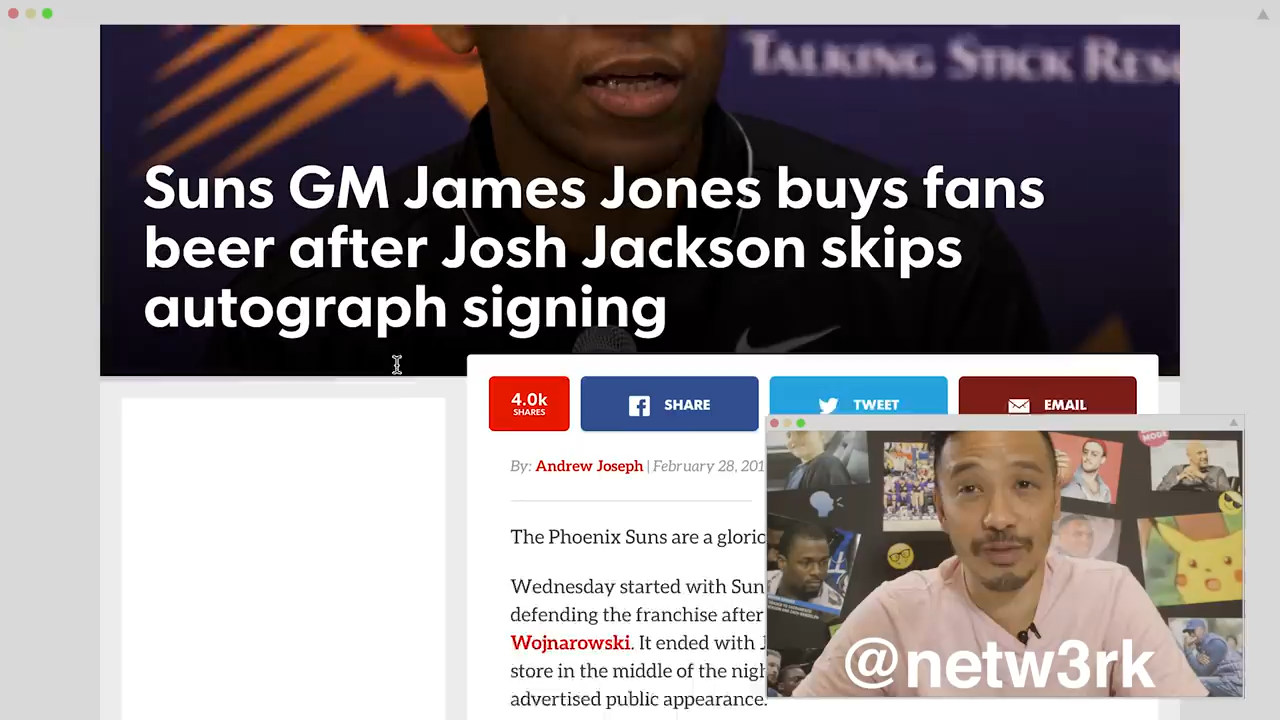 TALKING STICK RES
Suns GM James Jones buys fans
beer after Josh Jackson skips
autograph signing
4.0k
SHARES
SHARE
TWEET
EMAIL
By: Andrew Joseph | February 28, 201
The Phoenix Suns are a glorio
Wednesday started with Sun
defending the franchise after
Wojnarowski. It ended with J
store in the middle of the nigh
advertised public appearance.
MODE
@netw3rk